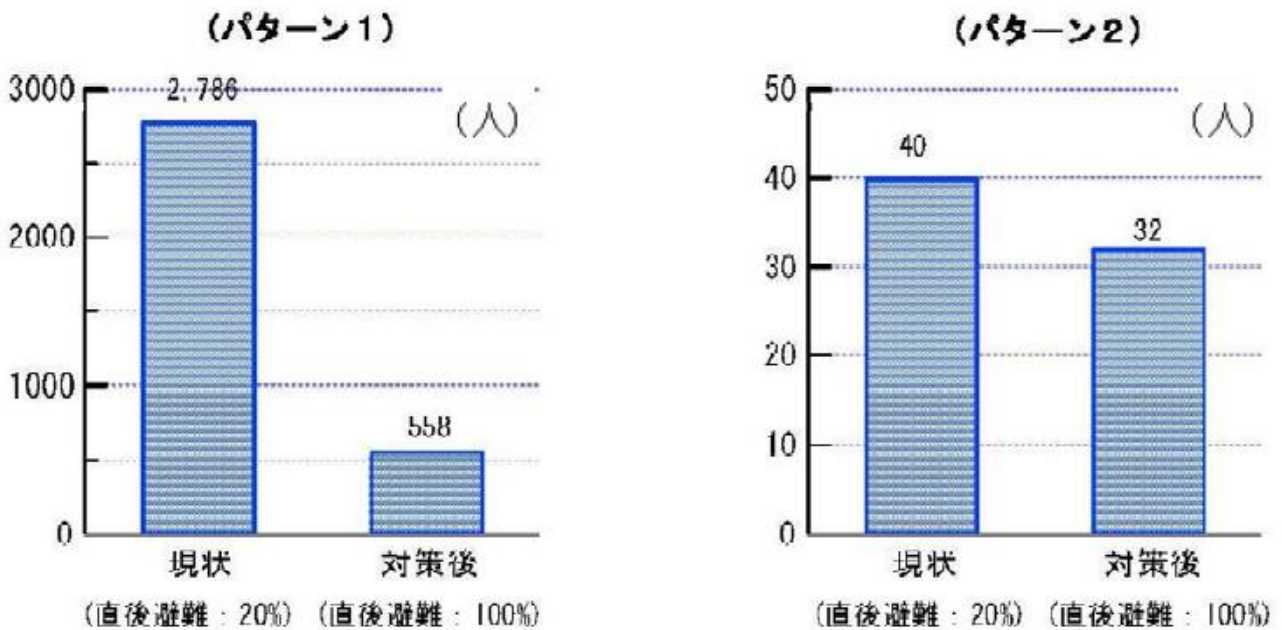 (パターン1)
3000
2,786
(人)
2000
1000
558
0
現状
対策後
(直後避難:20%)
(直後避難:100%)
(パターン2)
50
(人)
40
40
32
30
20
10
0
現状
対策後
(直後避難:20%)
(直後避難:100%)